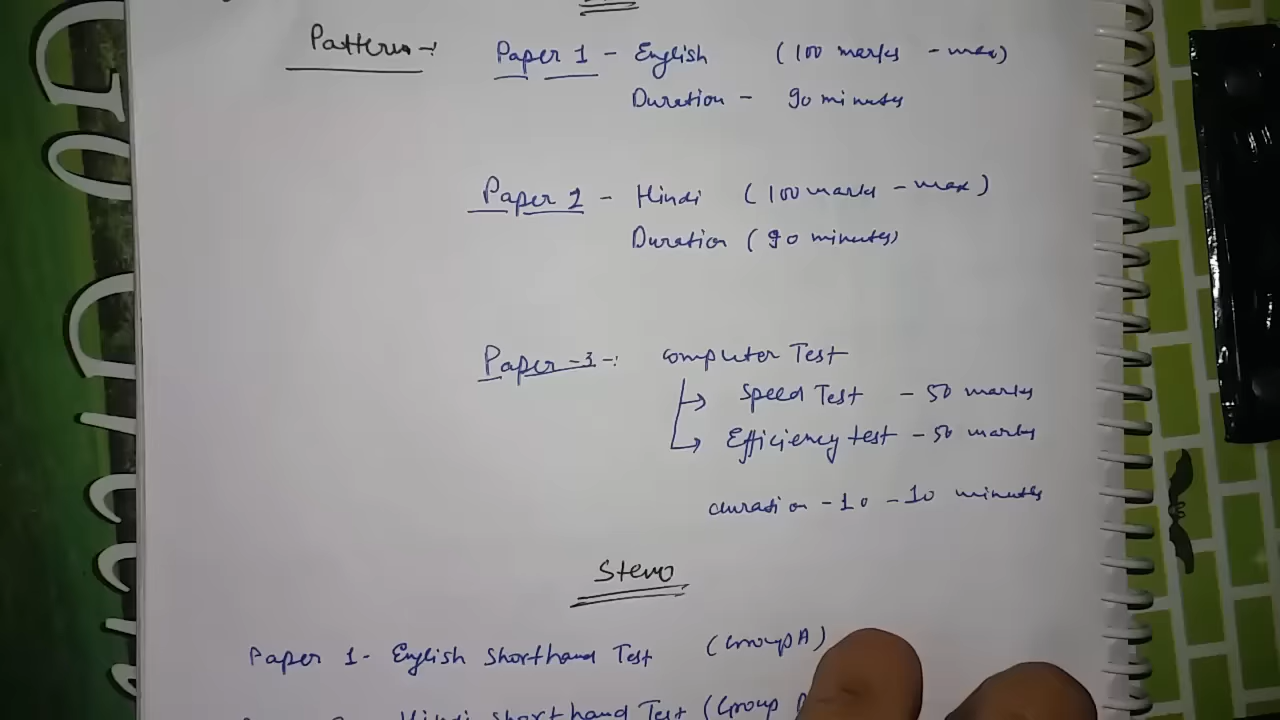 Pattern -:
Paper 1 - English (100 marks - max)
Duration - 90 minutes
Paper 2 - Hindi (100 marks - max)
Duration (90 minutes)
Paper -3 -: Computer Test
Speed Test - 50 marks
Efficiency test - 50 marks
duration - 10 - 10 minutes
Steno
Paper 1 - English Shorthand Test (Group A)
Hindi Shorthand Test (Group